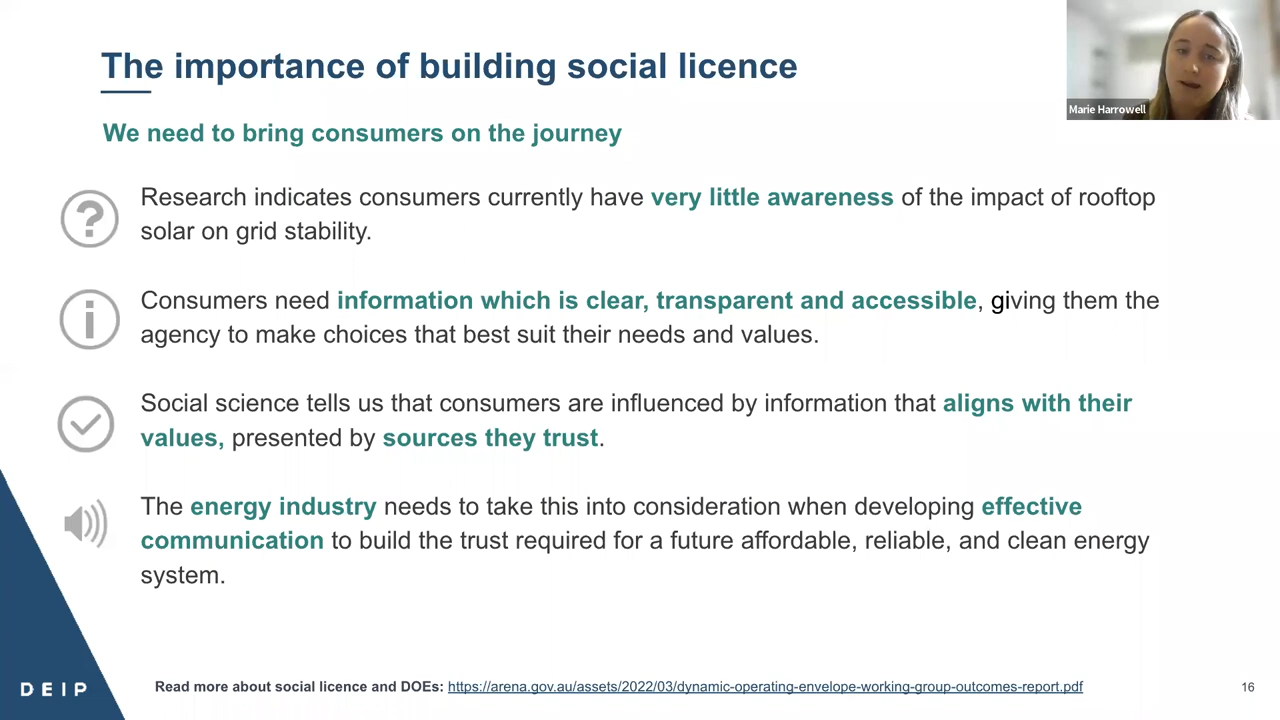 The importance of building social licence
Marie Harrowell
We need to bring consumers on the journey
Research indicates consumers currently have very little awareness of the impact of rooftop
solar on grid stability.
Consumers need information which is clear, transparent and accessible, giving them the
agency to make choices that best suit their needs and values.
Social science tells us that consumers are influenced by information that aligns with their
values, presented by sources they trust.
The energy industry needs to take this into consideration when developing effective
communication to build the trust required for a future affordable, reliable, and clean energy
system.
DEIP
Read more about social licence and DOEs: https://arena.gov.au/assets/2022/03/dynamic-operating-envelope-working-group-outcomes-report.pdf
16